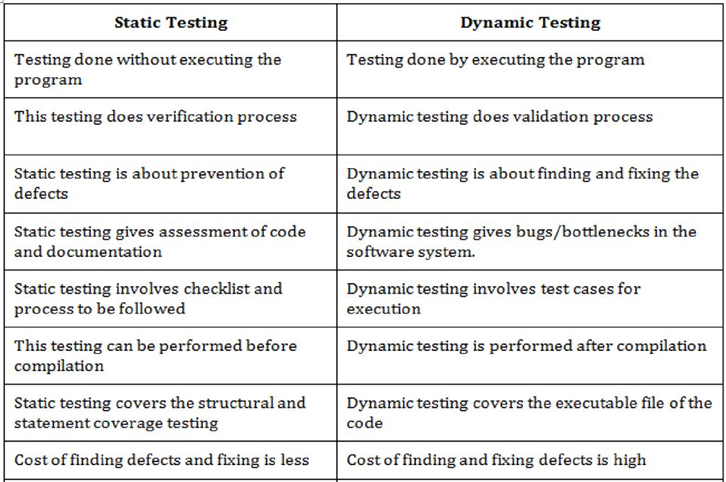 Static Testing
Dynamic Testing
Testing done without executing the
program
Testing done by executing the program
This testing does verification process
Dynamic testing does validation process
Static testing is about prevention of
defects
Dynamic testing is about finding and fixing the
defects
Static testing gives assessment of code
and documentation
Dynamic testing gives bugs/bottlenecks in the
software system.
Static testing involves checklist and
process to be followed
Dynamic testing involves test cases for
execution
This testing can be performed before
compilation
Dynamic testing is performed after compilation
Static testing covers the structural and
statement coverage testing
Dynamic testing covers the executable file of the
code
Cost of finding defects and fixing is less
Cost of finding and fixing defects is high